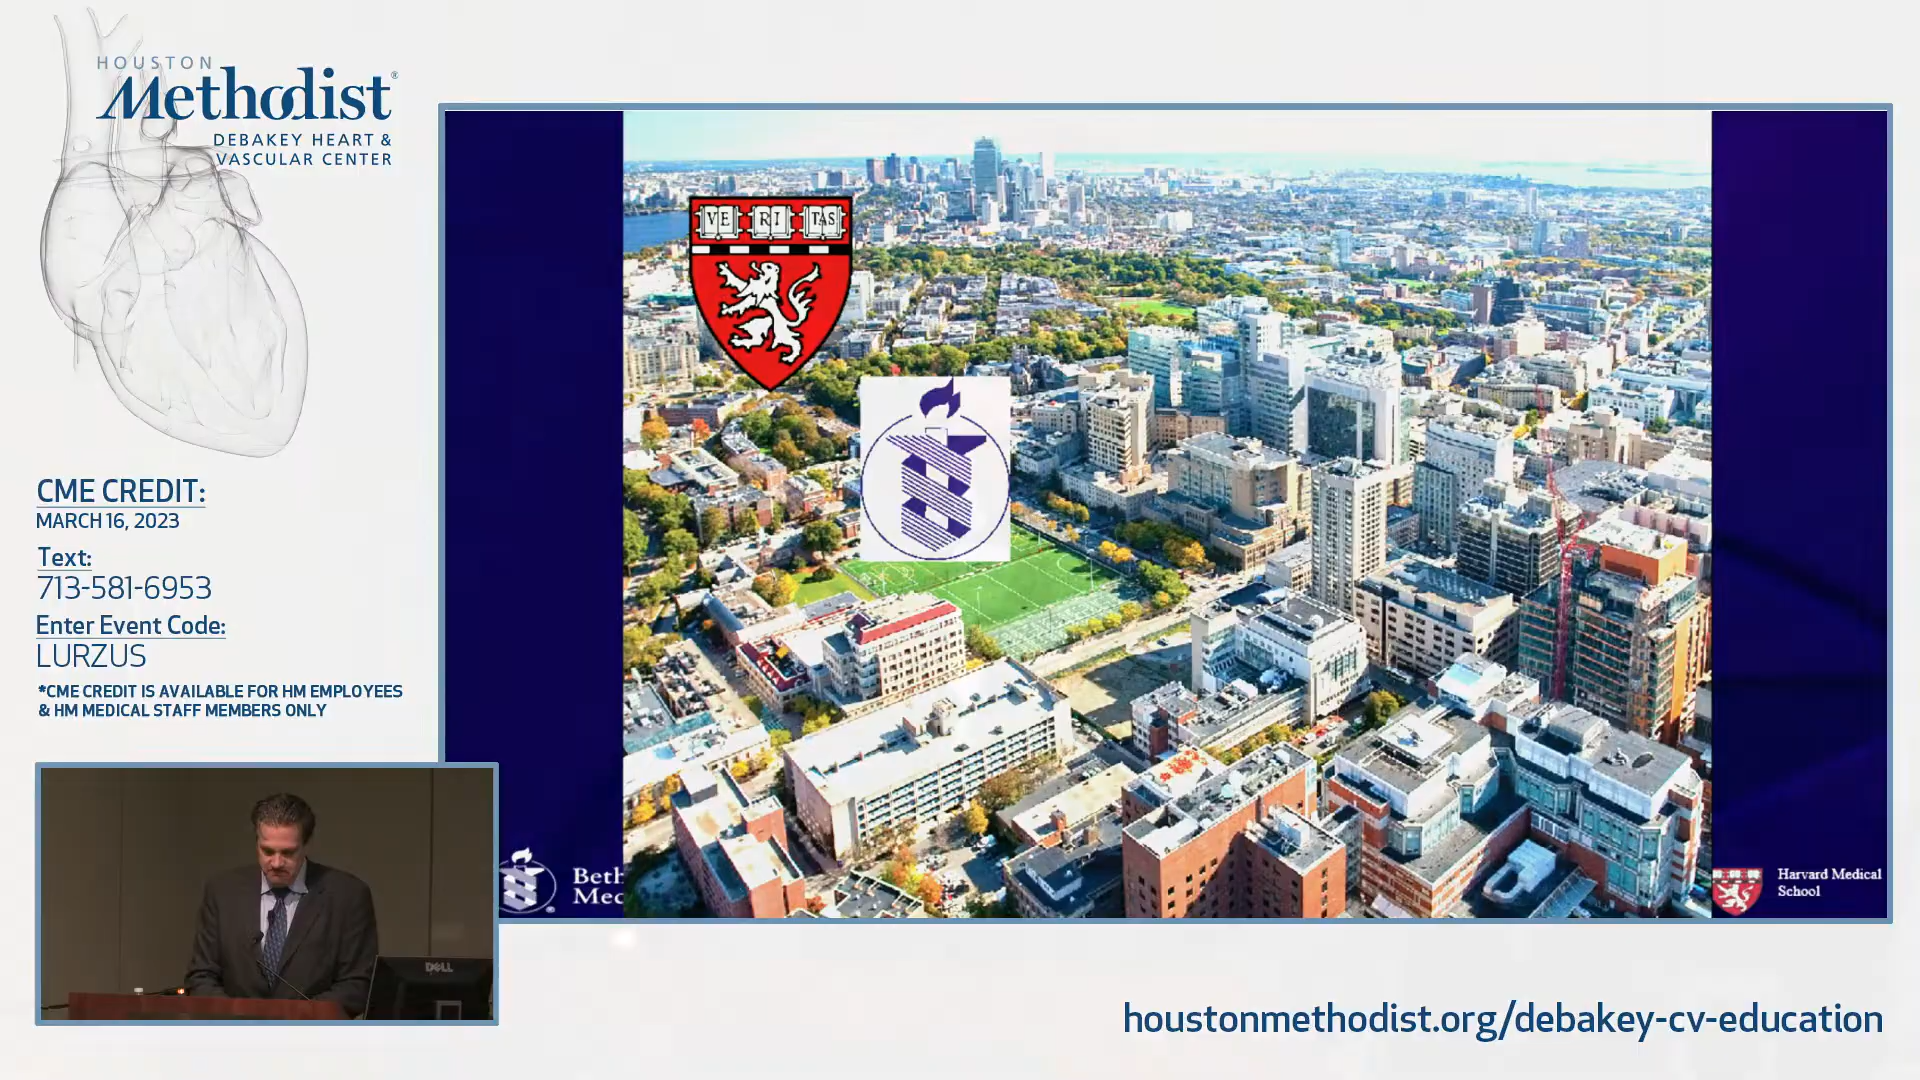 HOUSTON
Methodist®
DEBAKEY HEART &
VASCULAR CENTER
CME CREDIT:
MARCH 16, 2023
Text:
713-581-6953
Enter Event Code:
LURZUS
*CME CREDIT IS AVAILABLE FOR HM EMPLOYEES
& HM MEDICAL STAFF MEMBERS ONLY
VE RI TAS
Beth
Med
Harvard Medical
School
DELL
houstonmethodist.org/debakey-cv-education